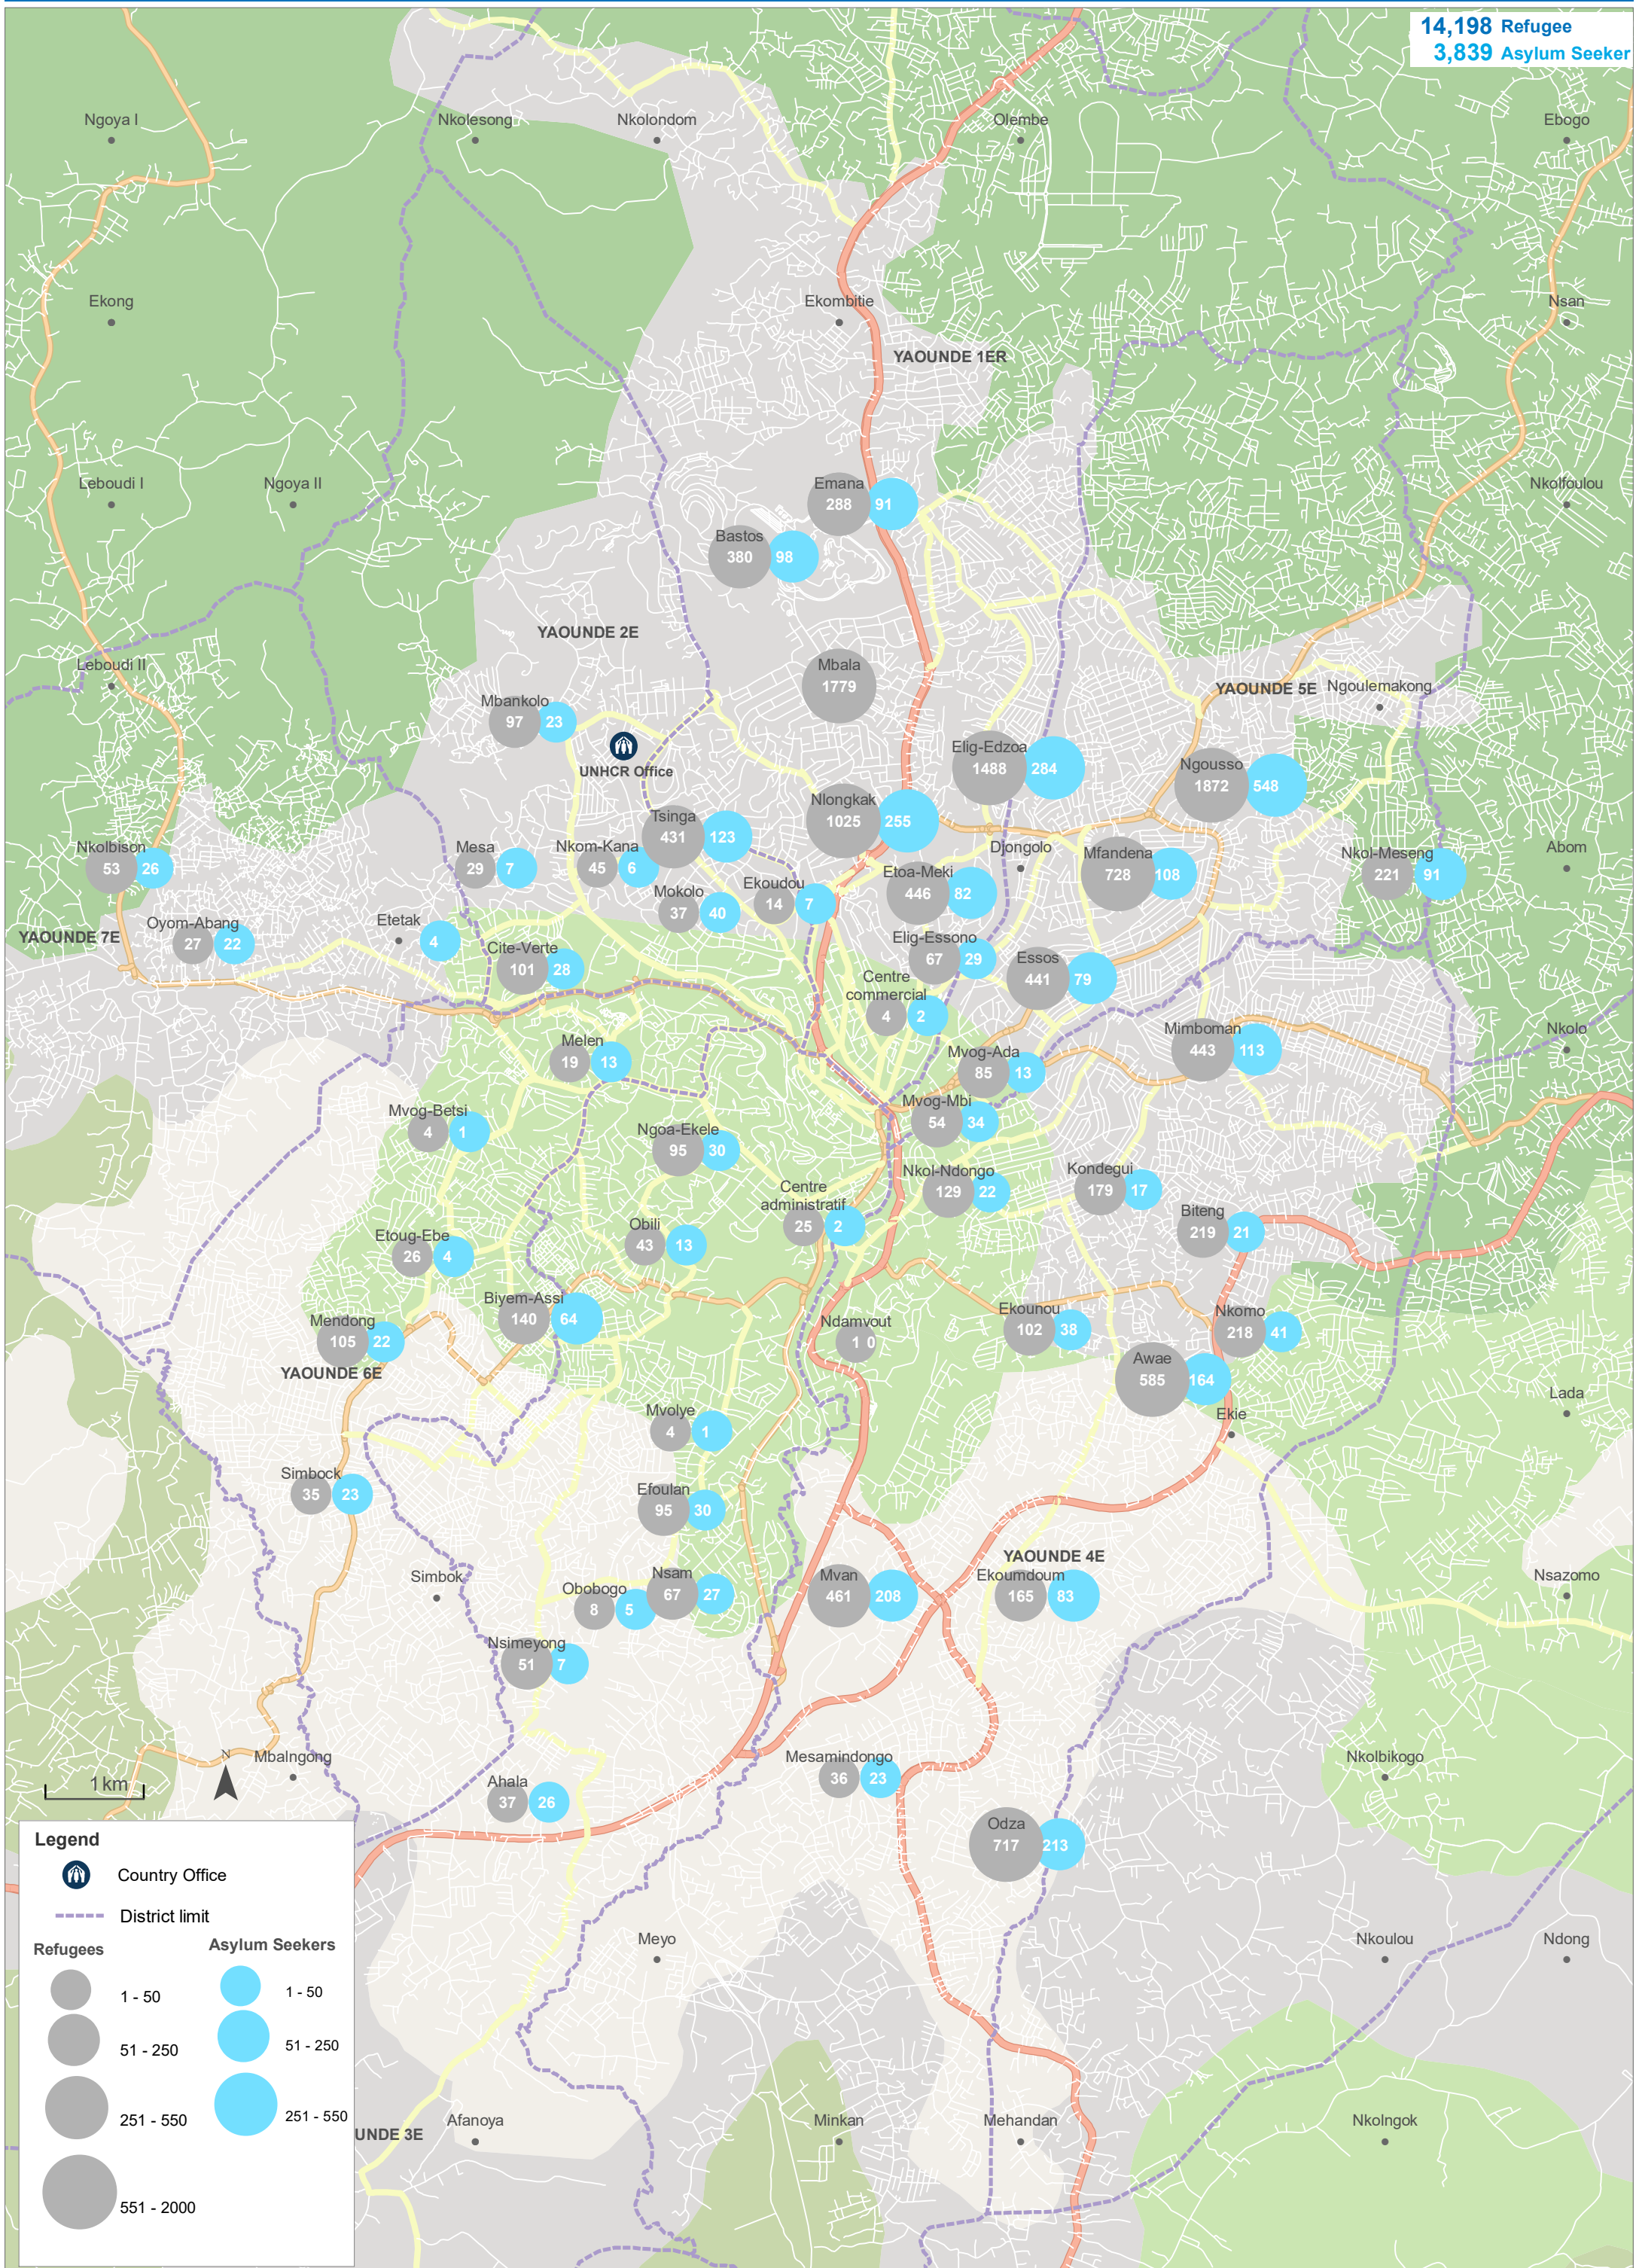 14,198 Refugee
3,839 Asylum Seeker
Ngoya I
Nkolesong
Nkolondom
Olembe
Ebogo
Ekong
Ekombitie
Nsan
YAOUNDE 1ER
Leboudi I
Ngoya II
Emana
288 91
Nkolfoulou
Bastos
380 98
YAOUNDE 2E
Leboudi II
Mbala
1779
YAOUNDE 5E
Ngoulemakong
Mbankolo
97 23
UNHCR Office
Elig-Edzoa
1488 284
Ngousso
1872 548
Nlongkak
1025 255
Tsinga
431 123
Nkolbison
53 26
Mesa
29 7
Nkom-Kana
45 6
Djongolo
Mfandena
728 108
Nkol-Meseng
221 91
Abom
Etoa-Meki
446 82
Ekoudou
14 7
Mokolo
37 40
YAOUNDE 7E
Oyom-Abang
27 22
Etetak
4
Cite-Verte
101 28
Elig-Essono
67 29
Essos
441 79
Centre
commercial
4 2
Mimboman
443 113
Nkolo
Melen
19 13
Mvog-Ada
85 13
Mvog-Betsi
4 1
Mvog-Mbi
54 34
Ngoa-Ekele
95 30
Nkol-Ndongo
129 22
Kondegui
179 17
Centre
administratif
25 2
Biteng
219 21
Etoug-Ebe
26 4
Obili
43 13
Biyem-Assi
140 64
Mendong
105 22
Ndamvout
1 0
Ekounou
102 38
Nkomo
218 41
YAOUNDE 6E
Awae
585 164
Ekie
Lada
Mvolye
4 1
Simbock
35 23
Efoulan
95 30
YAOUNDE 4E
Simbok
Obobogo
8 5
Nsam
67 27
Mvan
461 208
Ekoumdoum
165 83
Nsazomo
Nsimeyong
51 7
N
Mbalngong
1 km
Mesamindongo
36 23
Nkolbikogo
Ahala
37 26
Odza
717 213
Legend
Country Office
District limit
Refugees
Asylum Seekers
1 - 50
1 - 50
51 - 250
51 - 250
251 - 550
251 - 550
551 - 2000
Meyo
Nkoulou
Ndong
UNDE 3E
Afanoya
Minkan
Mehandan
Nkolngok